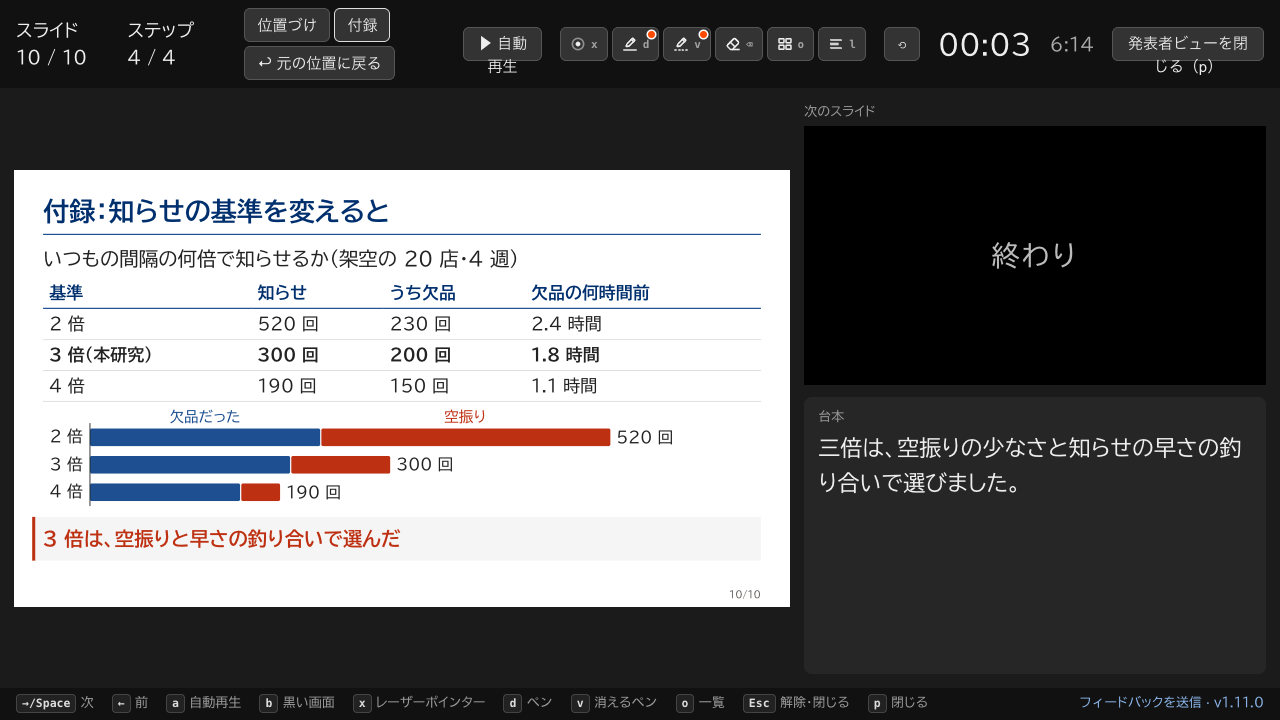 スライド
10 / 10
ステップ
4 / 4
位置づけ
付録
↩ 元の位置に戻る
▶ 自動再生
x
d
v
⌫
o
l
⟲
00:03
6:14
発表者ビューを閉じる（p）
付録：知らせの基準を変えると
いつもの間隔の何倍で知らせるか（架空の 20 店・4 週）
基準 知らせ うち欠品 欠品の何時間前
2 倍 520 回 230 回 2.4 時間
3 倍（本研究） 300 回 200 回 1.8 時間
4 倍 190 回 150 回 1.1 時間
欠品だった 空振り
2 倍 520 回
3 倍 300 回
4 倍 190 回
3 倍は、空振りと早さの釣り合いで選んだ
10/10
次のスライド
終わり
台本
三倍は、空振りの少なさと知らせの早さの釣
り合いで選びました。
→/Space 次 ← 前 a 自動再生 b 黒い画面 x レーザーポインター d ペン v 消えるペン o 一覧 Esc 解除・閉じる p 閉じる
フィードバックを送信 · v1.11.0